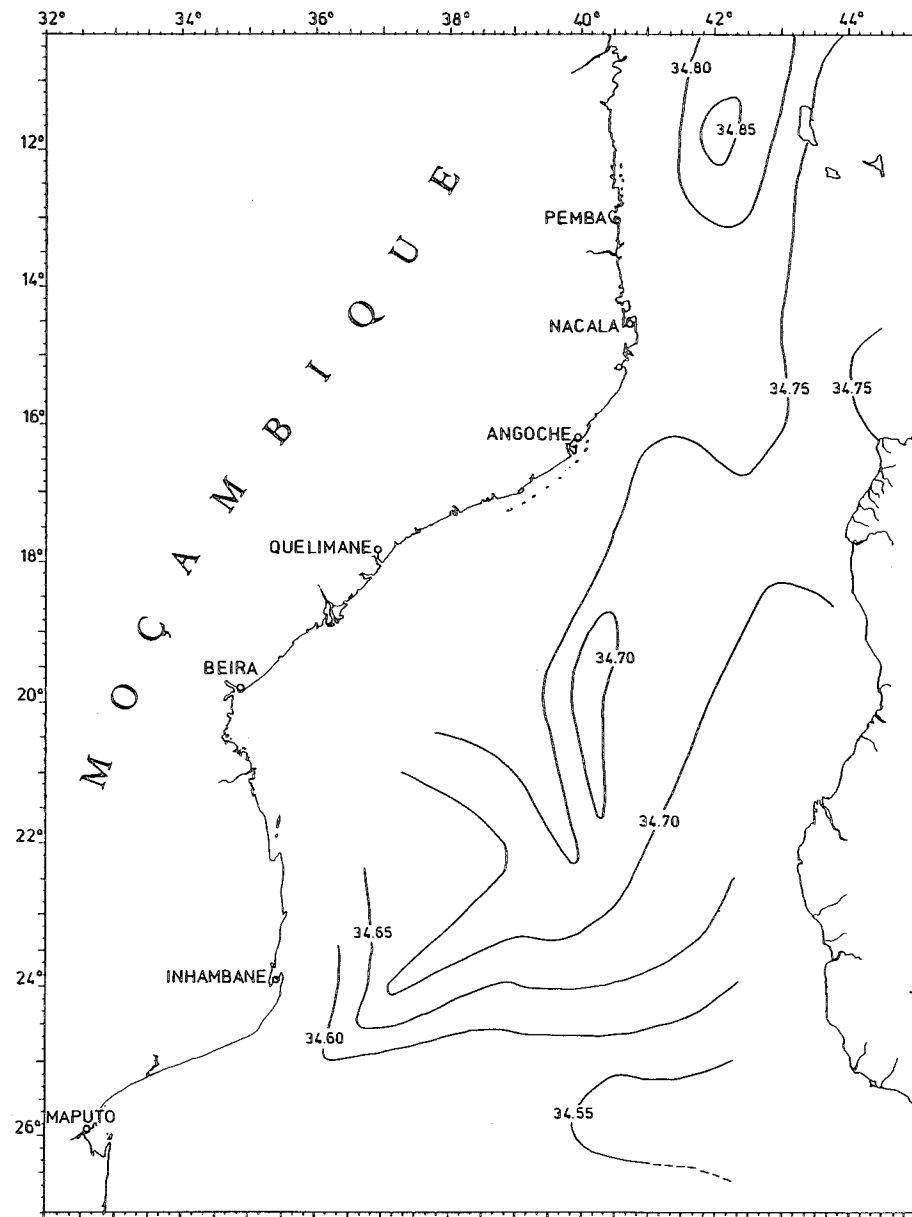 32° 34° 36° 38° 40° 42° 44°
34.80
34.85
12°
PEMBA
14°
NACALA
34.75 34.75
16°
ANGOCHE
MOÇAMBIQUE
QUELIMANE
18°
BEIRA
34.70
20°
34.70
22°
34.65
INHAMBANE
24°
34.60
34.55
MAPUTO
26°